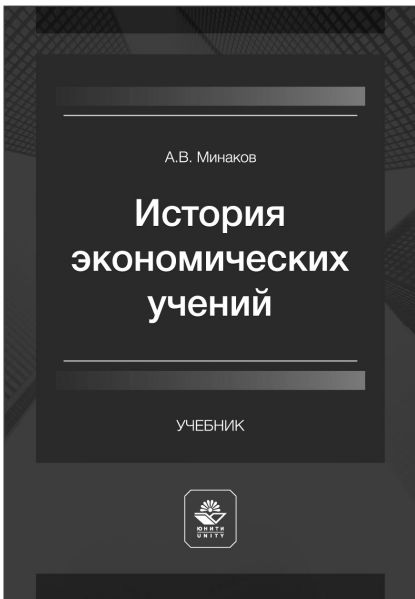 А.В. Минаков
История
экономических
учений
УЧЕБНИК
ЮНИТИ
UNITY